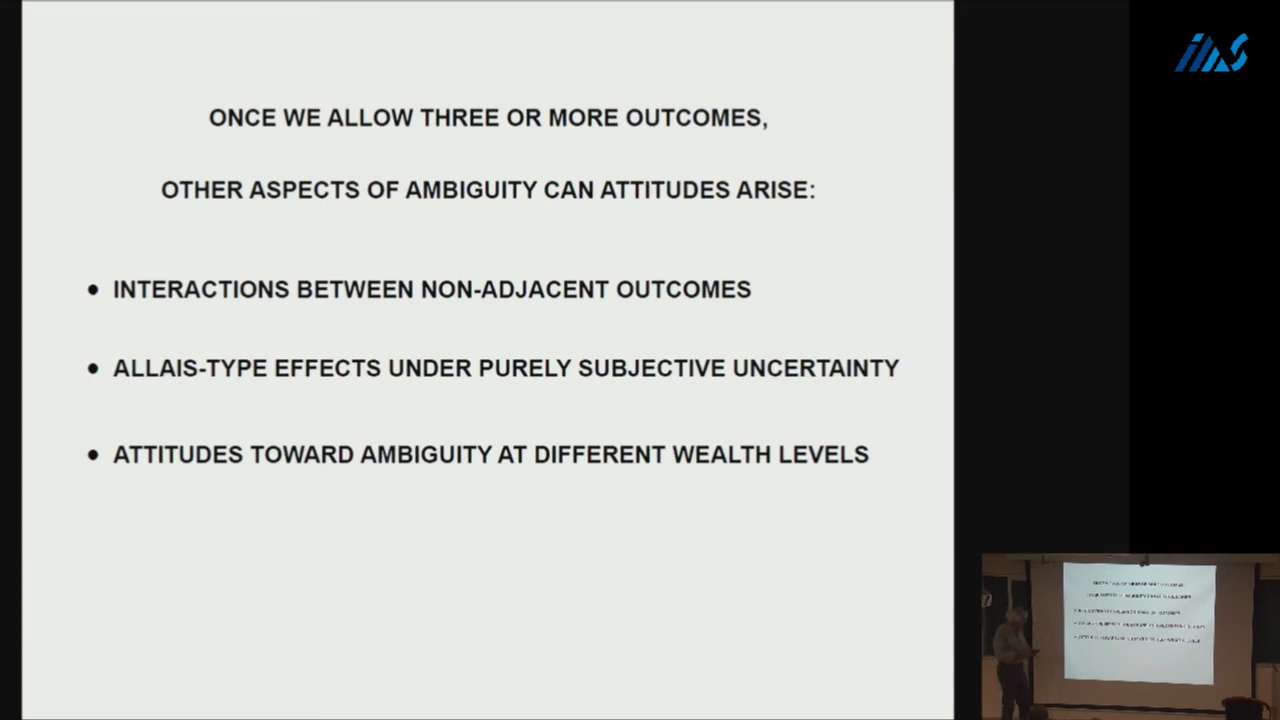 ONCE WE ALLOW THREE OR MORE OUTCOMES,
OTHER ASPECTS OF AMBIGUITY CAN ATTITUDES ARISE:
• INTERACTIONS BETWEEN NON-ADJACENT OUTCOMES
• ALLAIS-TYPE EFFECTS UNDER PURELY SUBJECTIVE UNCERTAINTY
• ATTITUDES TOWARD AMBIGUITY AT DIFFERENT WEALTH LEVELS